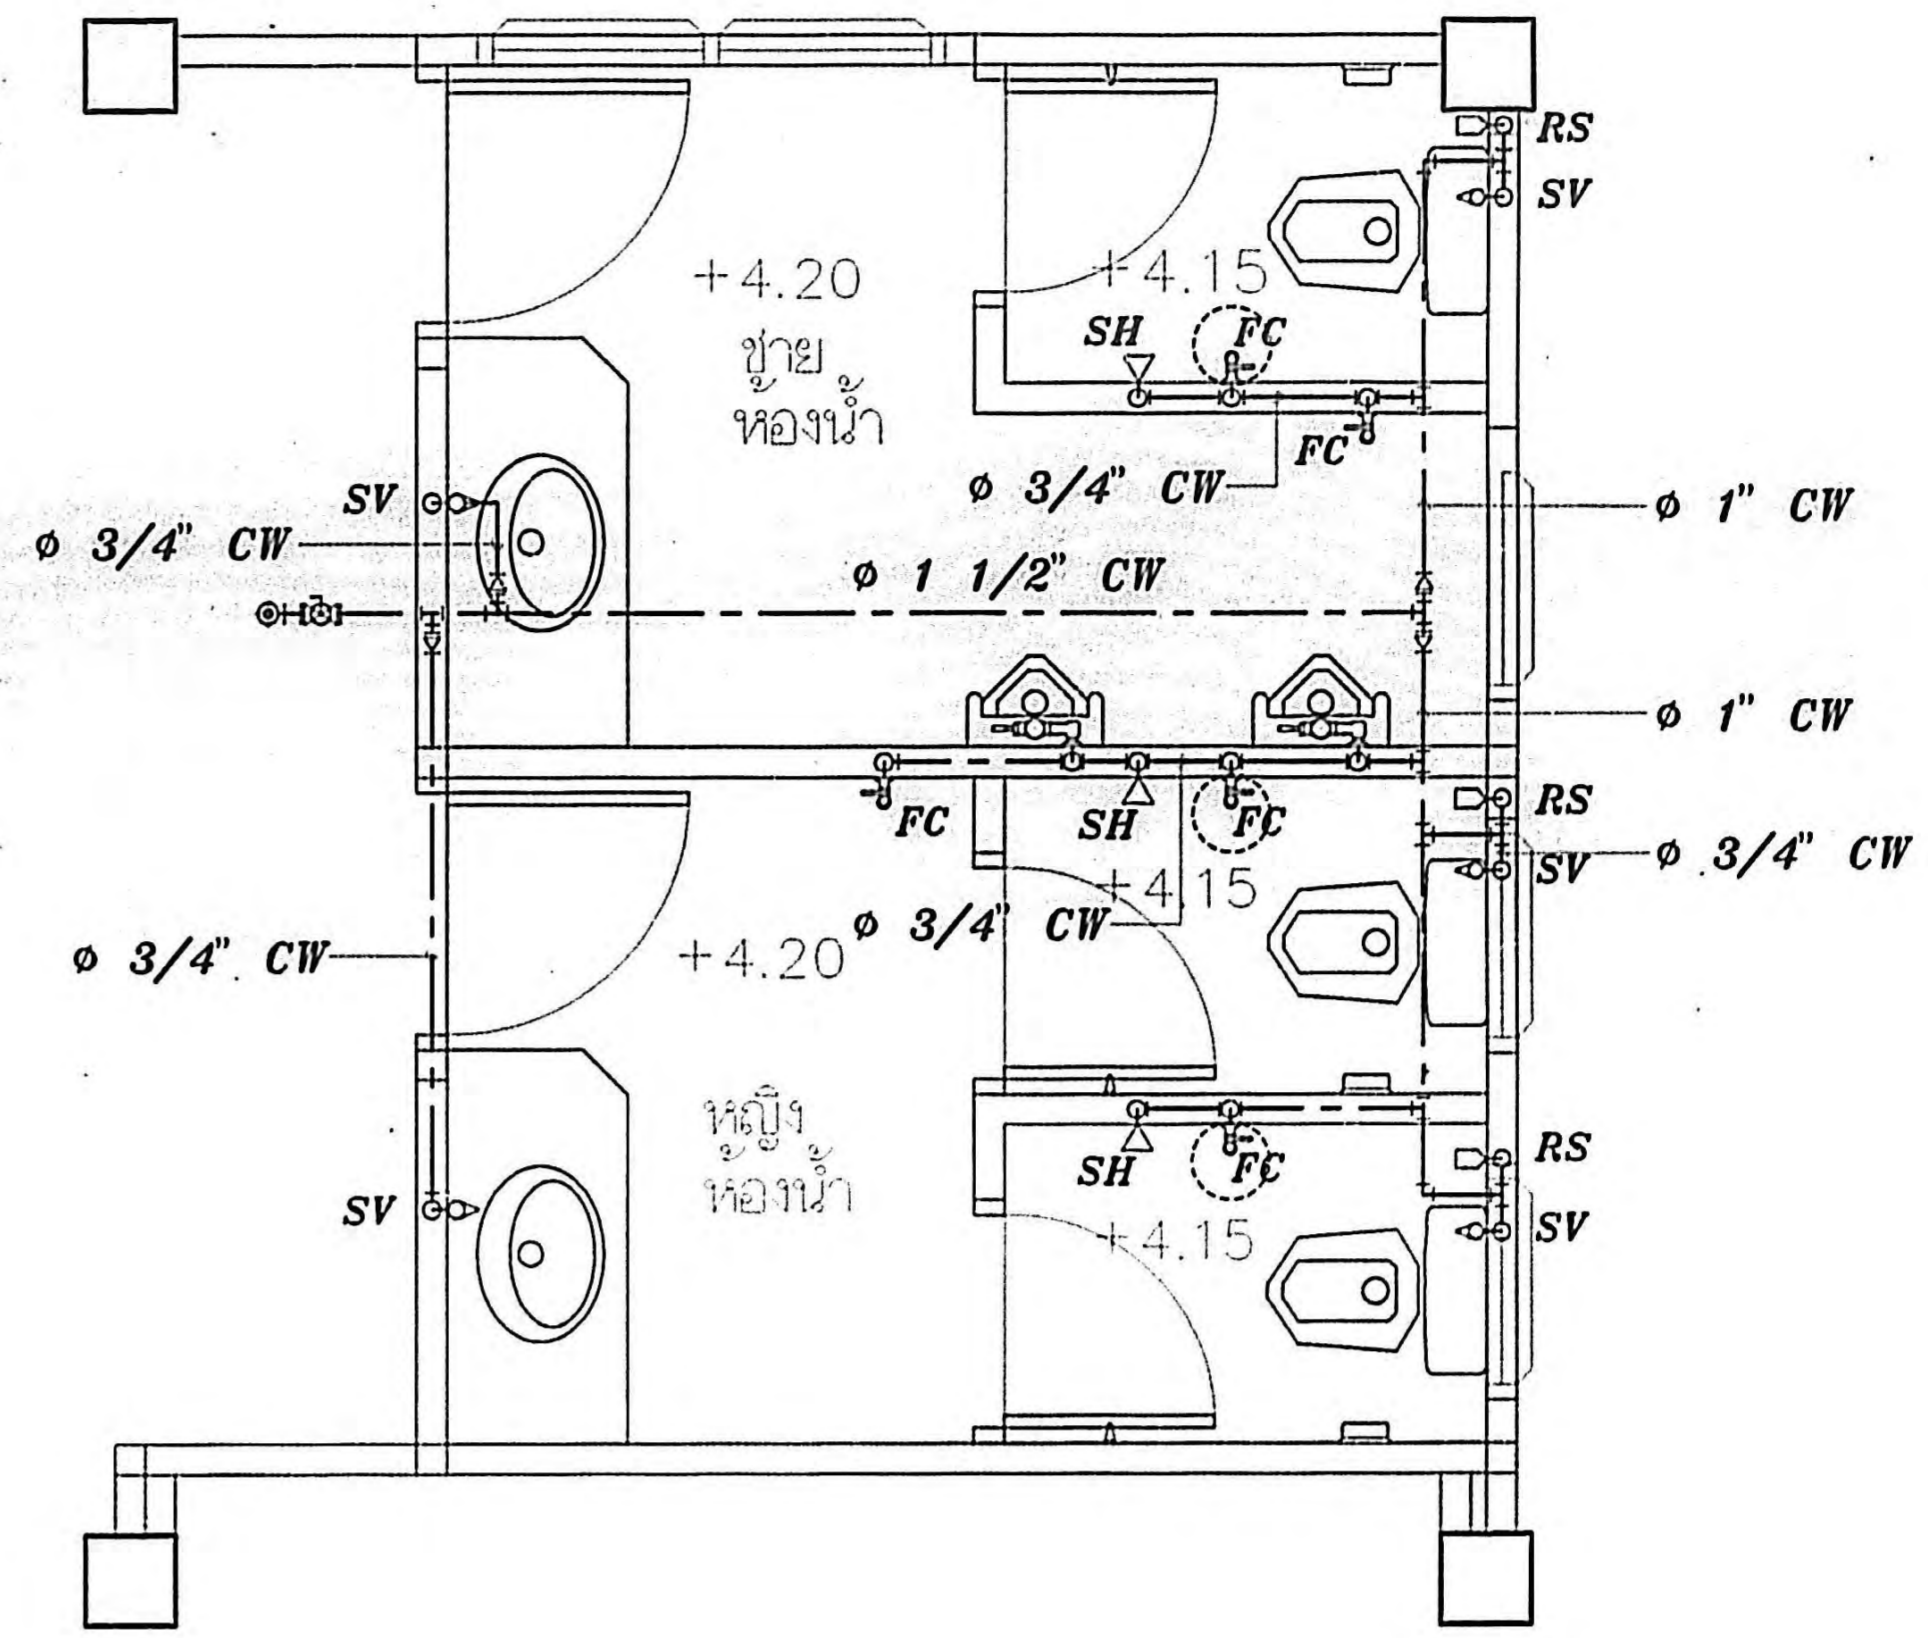 RS
SV
+4.20
+4.15
SH
FC
ชาย
ห้องน้ำ
FC
ø 3/4" CW
SV
ø 1" CW
ø 3/4" CW
ø 1 1/2" CW
ø 1" CW
RS
FC
SH
FC
SV
ø 3/4" CW
+4.15
ø 3/4" CW
ø 3/4" CW
+4.20
หญิง
ห้องน้ำ
SH
FC
RS
SV
SV
+4.15